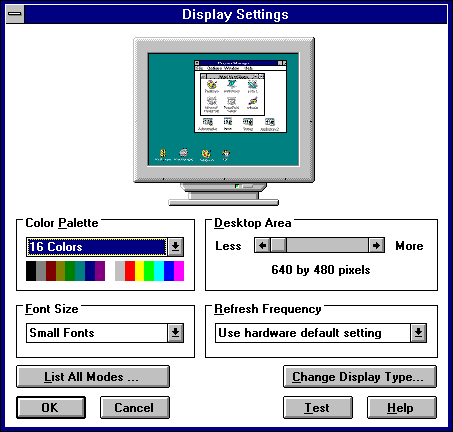 Display Settings
Program Manager
File Options Window Help
Color Palette
16 Colors
Desktop Area
Less
More
640 by 480 pixels
Font Size
Small Fonts
Refresh Frequency
Use hardware default setting
List All Modes ...
Change Display Type...
OK
Cancel
Test
Help